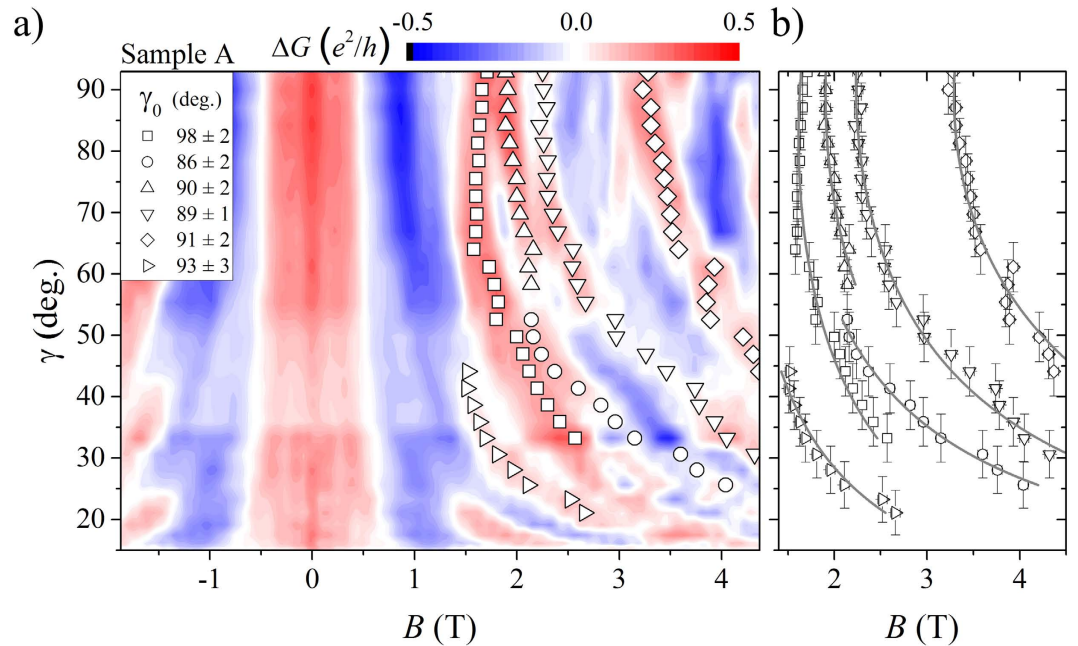 a)
b)
Sample A
ΔG (e²/h)
-0.5 0.0 0.5
γ₀ (deg.)
98 ± 2
86 ± 2
90 ± 2
89 ± 1
91 ± 2
93 ± 3
γ (deg.)
90
80
70
60
50
40
30
20
-1 0 1 2 3 4
B (T)
2 3 4
B (T)